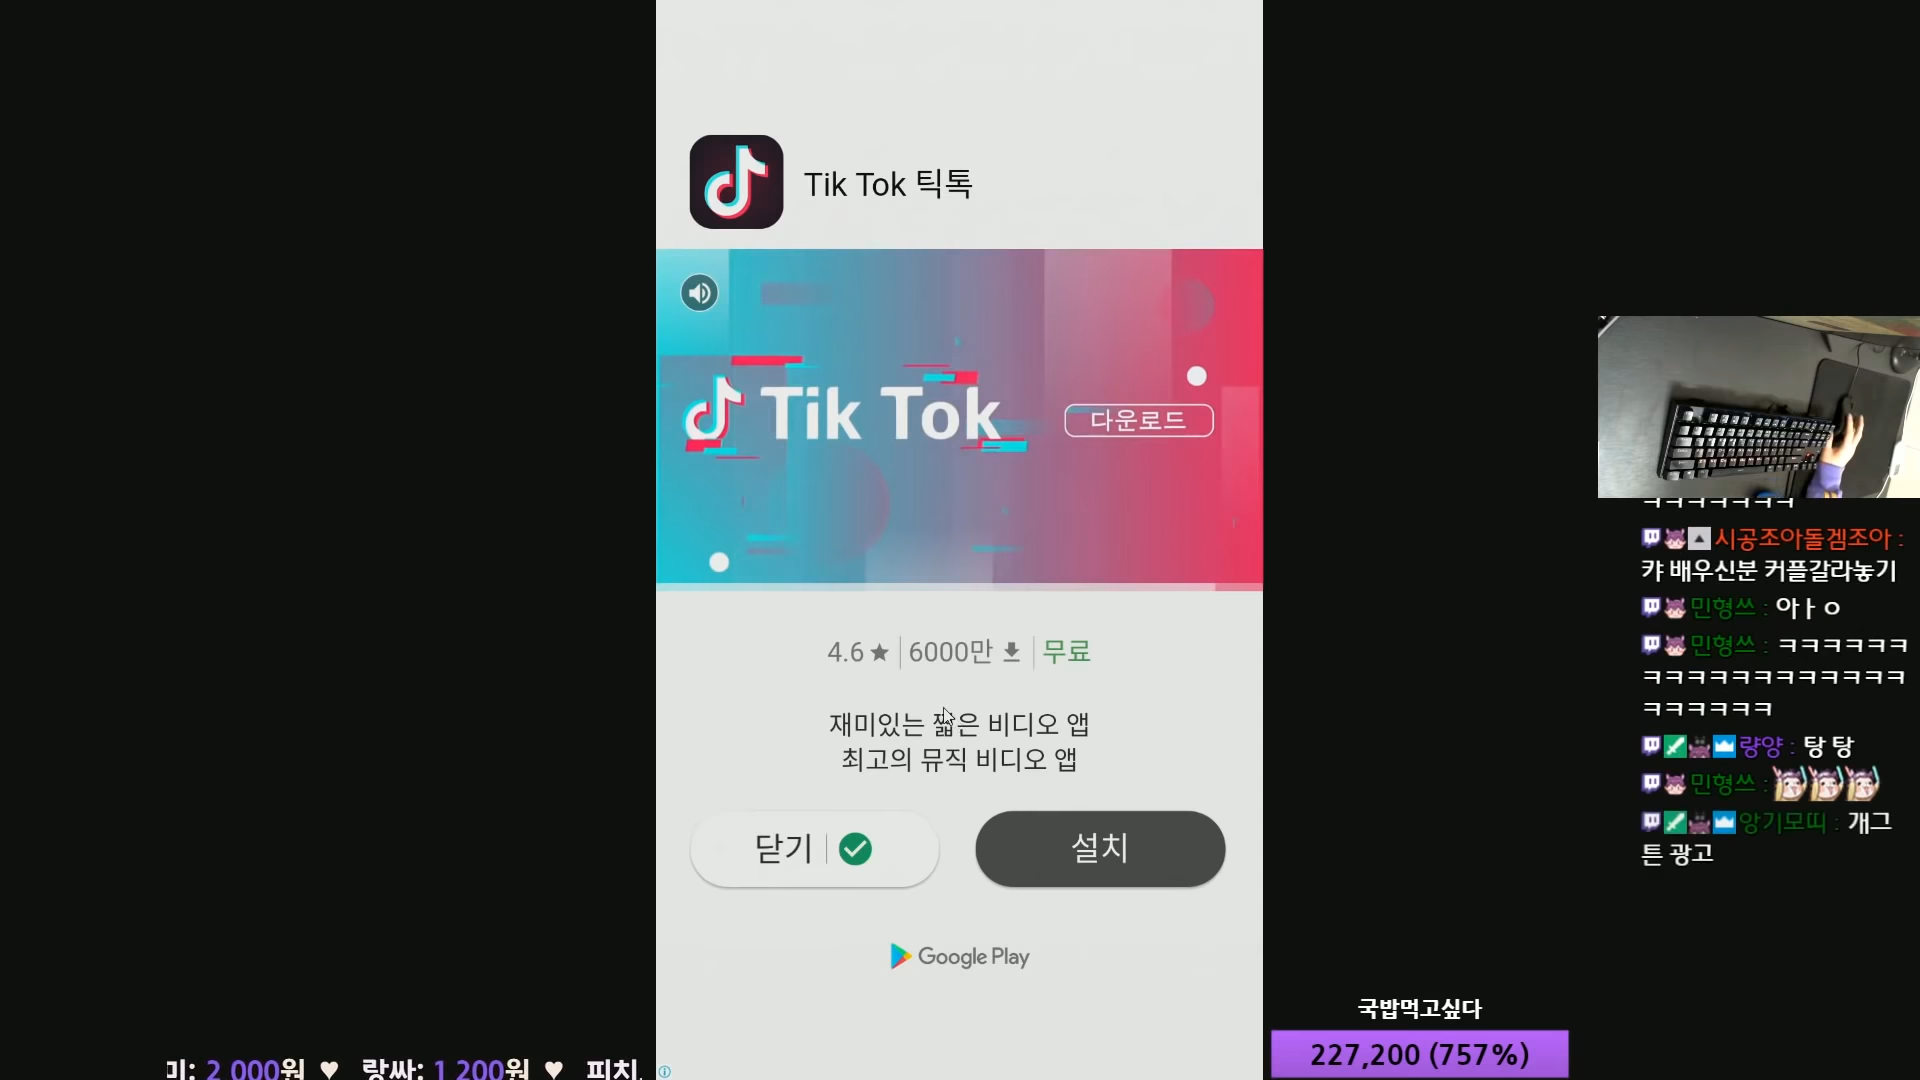 Tik Tok 틱톡
Tik Tok
다운로드
4.6 6000만 무료
재미있는 짧은 비디오 앱
최고의 뮤직 비디오 앱
닫기
설치
Google Play
ㅋㅋㅋㅋㅋㅋㅋ
시공조아돌겜조아 :
캬 배우신분 커플갈라놓기
민형쓰 : 아ㅏㅇ
민형쓰 : ㅋㅋㅋㅋㅋㅋ
ㅋㅋㅋㅋㅋㅋㅋㅋㅋㅋㅋㅋ
ㅋㅋㅋㅋㅋㅋ
량양 : 탕 탕
민형쓰 :
앙기모띠 : 개그
튼 광고
국밥먹고싶다
227,200 (757%)
미: 2,000원 ♥ 랑싸: 1,200원 ♥ 피치